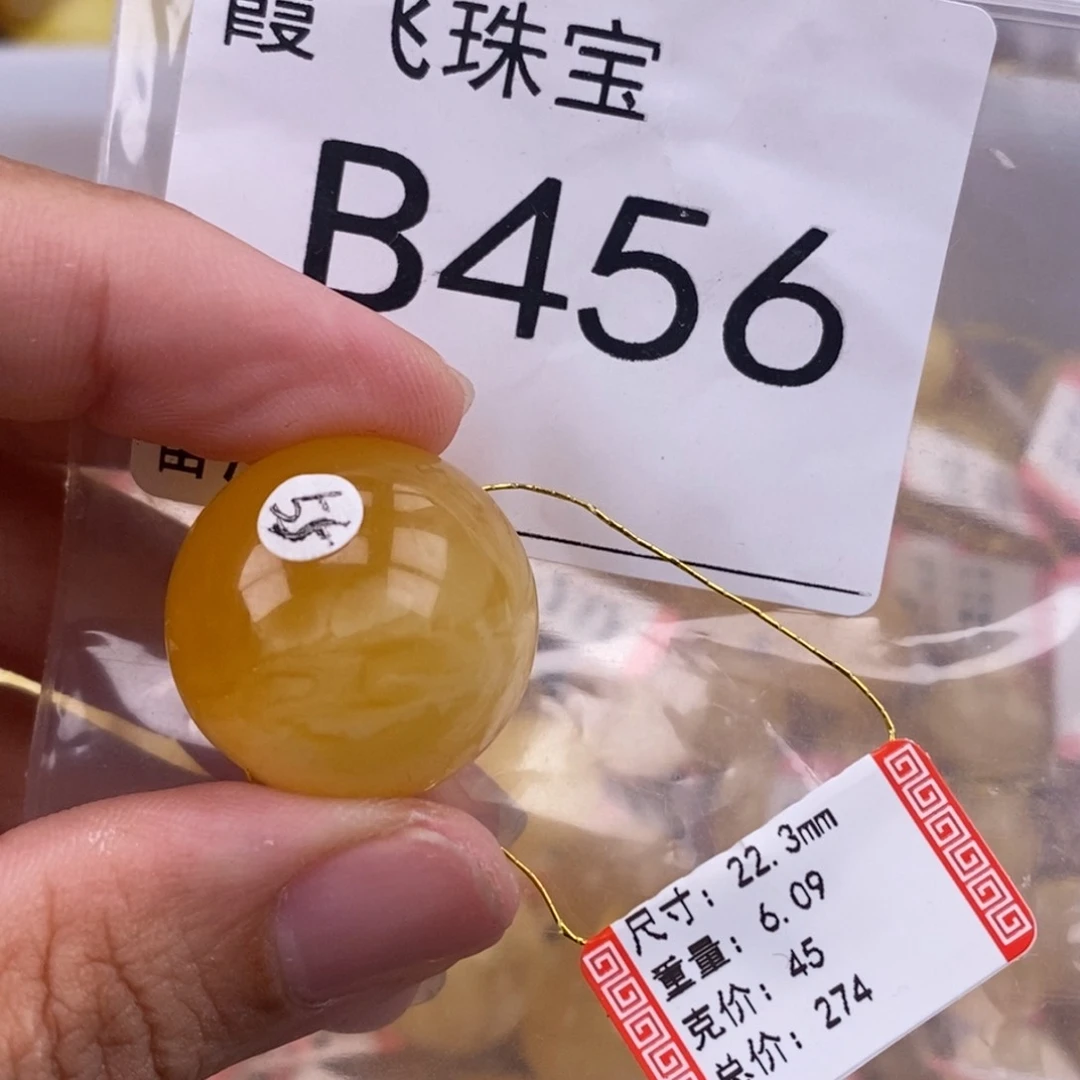 霞飞珠宝
B456
尺寸：22.3mm
重量：6.09
克价：45
总价：274